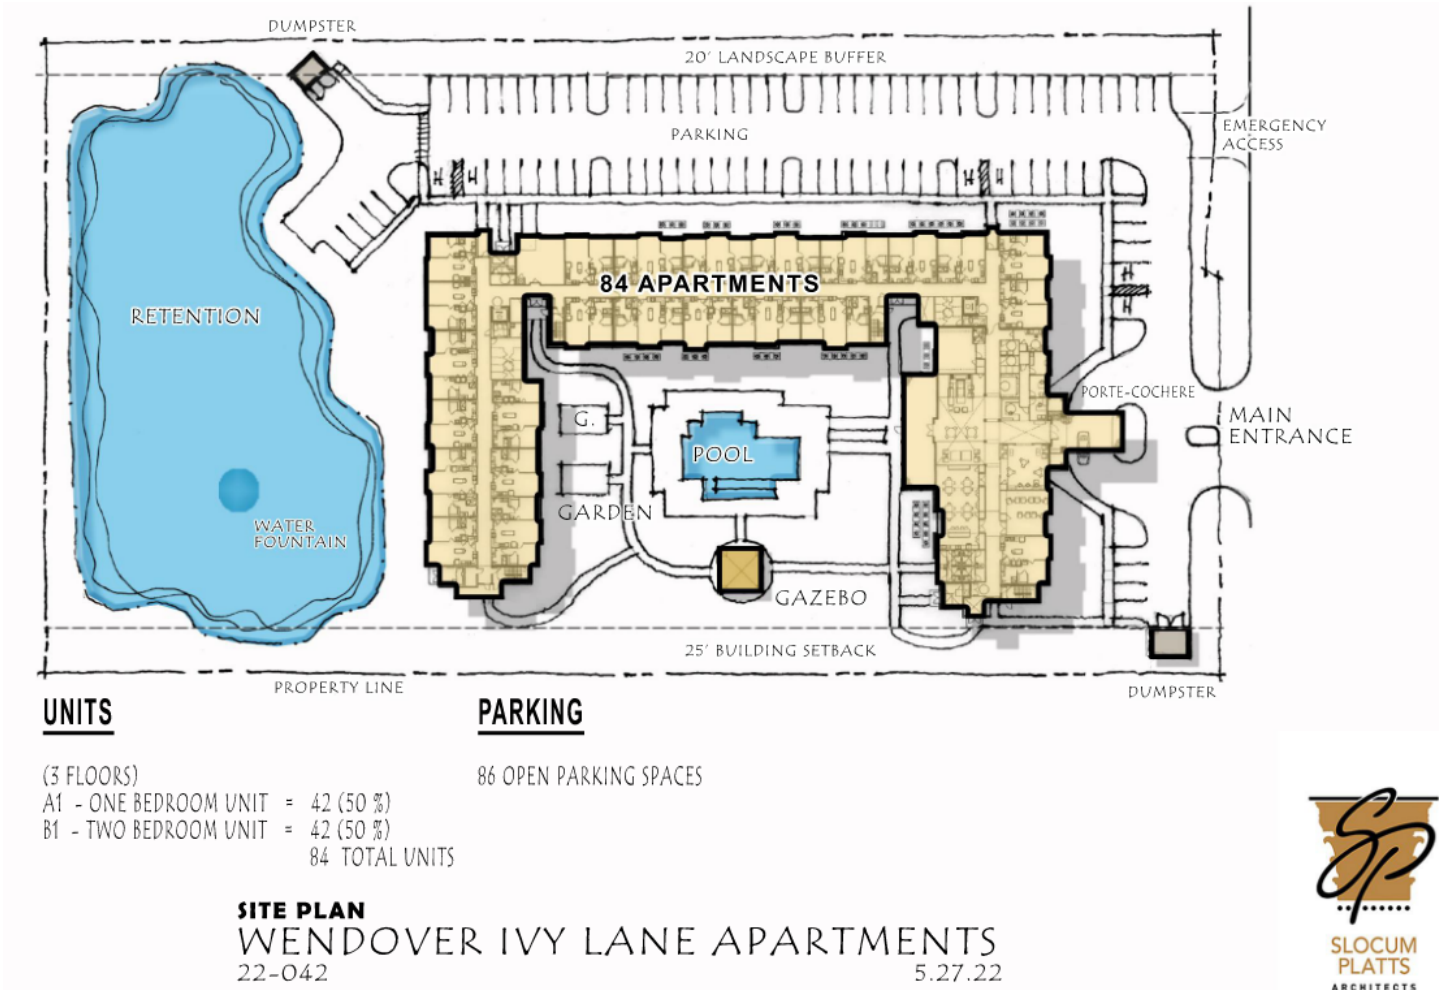 DUMPSTER
20' LANDSCAPE BUFFER
PARKING
EMERGENCY
ACCESS
H H
H H
84 APARTMENTS
H
H
RETENTION
PORTE-COCHERE
G.
MAIN
ENTRANCE
POOL
GARDEN
WATER
FOUNTAIN
GAZEBO
25' BUILDING SETBACK
PROPERTY LINE
DUMPSTER
UNITS
(3 FLOORS)
A1 - ONE BEDROOM UNIT = 42 (50 %)
B1 - TWO BEDROOM UNIT = 42 (50 %)
84 TOTAL UNITS
PARKING
86 OPEN PARKING SPACES
SITE PLAN
WENDOVER IVY LANE APARTMENTS
22-042 5.27.22
SP
SLOCUM
PLATTS
ARCHITECTS